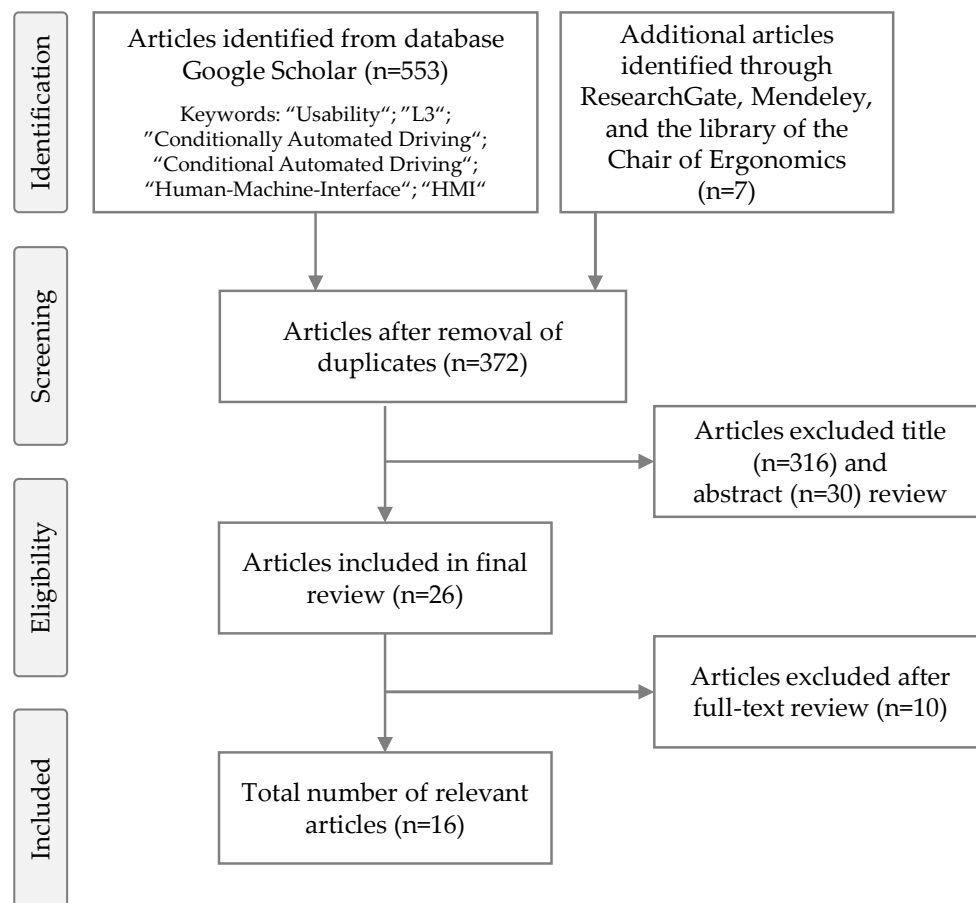 Identification
Articles identified from database
Google Scholar (n=553)
Keywords: “Usability“; ”L3“;
”Conditionally Automated Driving“;
“Conditional Automated Driving“;
“Human-Machine-Interface“; “HMI“
Additional articles
identified through
ResearchGate, Mendeley,
and the library of the
Chair of Ergonomics
(n=7)
Screening
Articles after removal of
duplicates (n=372)
Articles excluded title
(n=316) and
abstract (n=30) review
Eligibility
Articles included in final
review (n=26)
Articles excluded after
full-text review (n=10)
Included
Total number of relevant
articles (n=16)